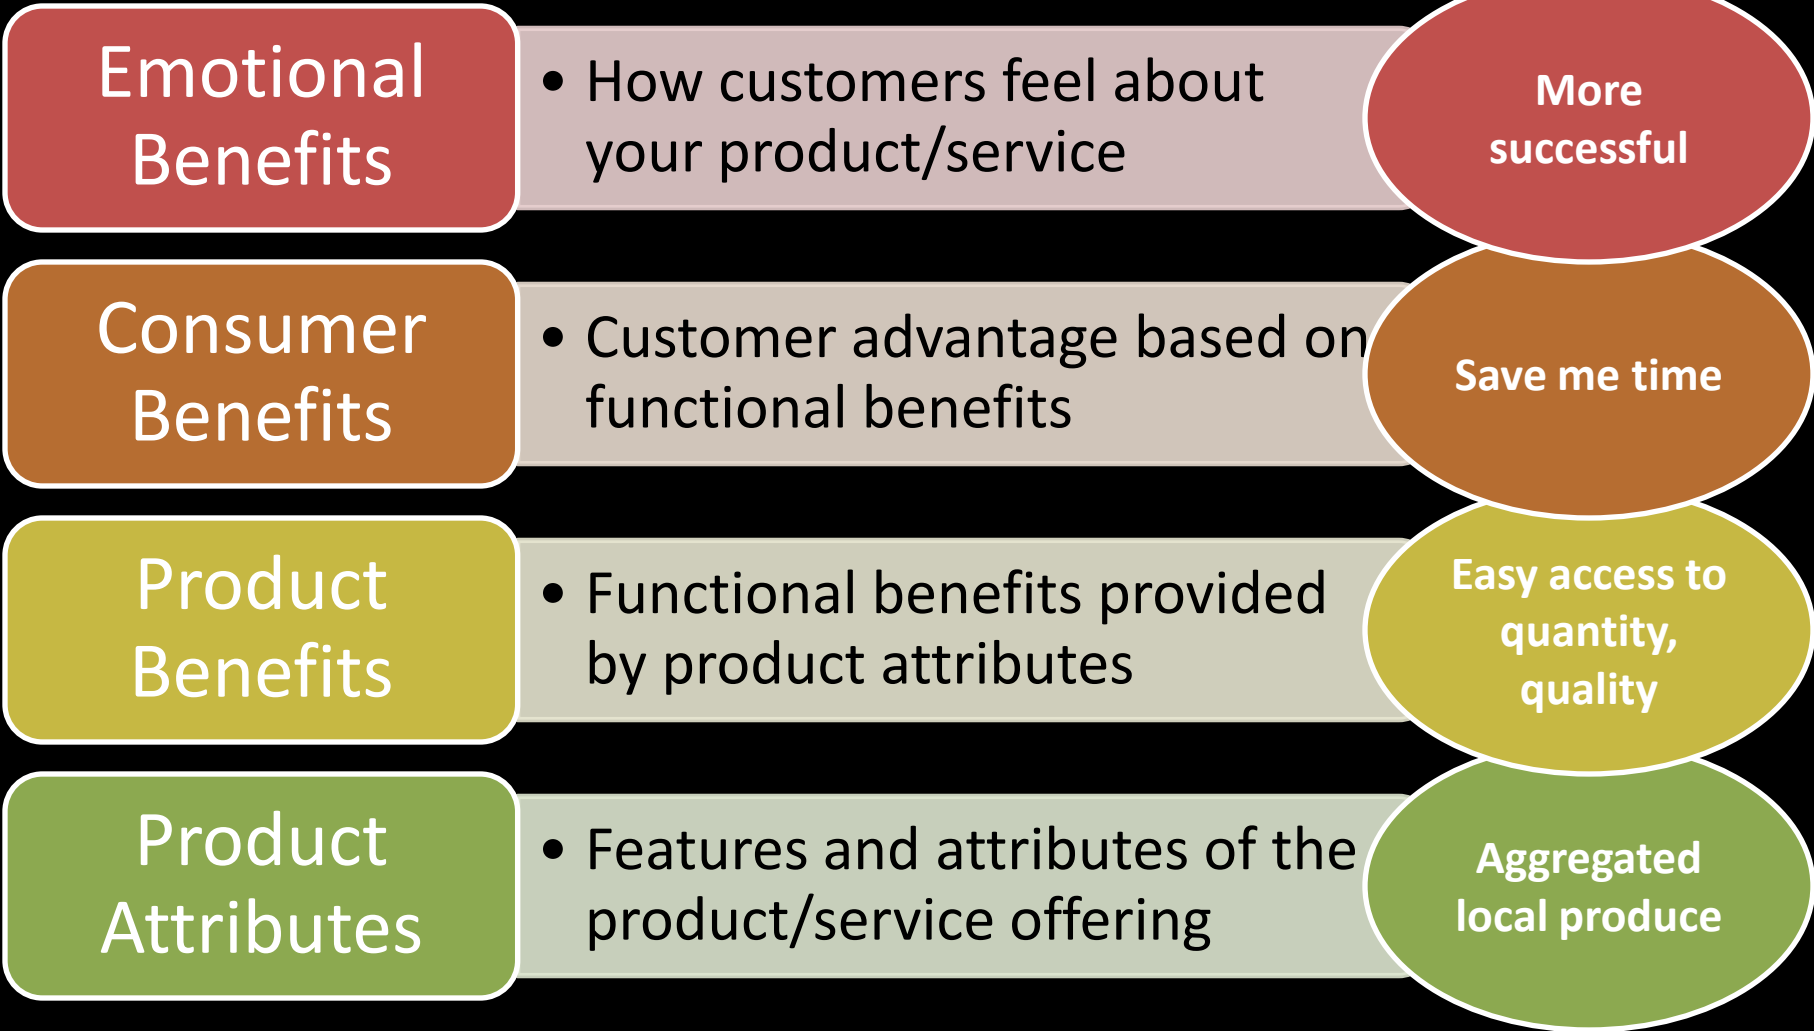 Emotional
Benefits
• How customers feel about
your product/service
More
successful
Consumer
Benefits
• Customer advantage based on
functional benefits
Save me time
Product
Benefits
• Functional benefits provided
by product attributes
Easy access to
quantity,
quality
Product
Attributes
• Features and attributes of the
product/service offering
Aggregated
local produce